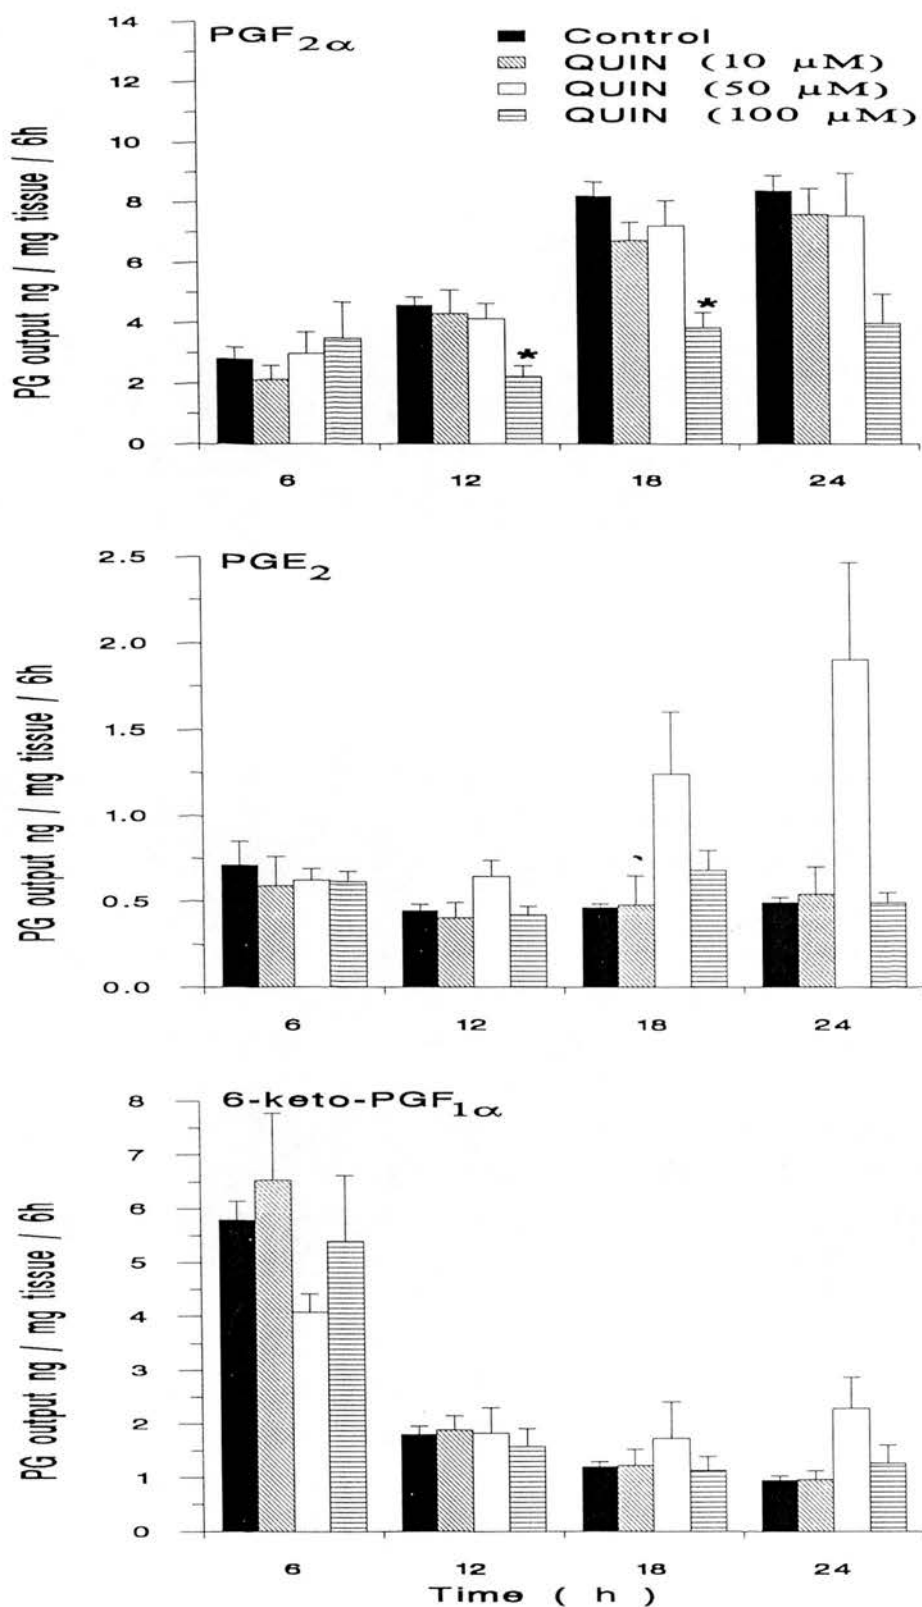 PGF2α
Control
QUIN (10 μM)
QUIN (50 μM)
QUIN (100 μM)
PG output ng / mg tissue / 6h
14
12
10
8
6
4
2
0
*
*
6 12 18 24
PGE2
PG output ng / mg tissue / 6h
2.5
2.0
1.5
1.0
0.5
0.0
6 12 18 24
6-keto-PGF1α
PG output ng / mg tissue / 6h
8
7
6
5
4
3
2
1
0
6 12 18 24
Time ( h )